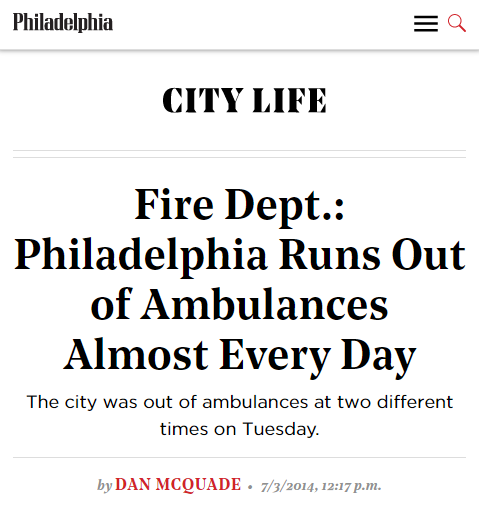 Philadelphia
CITY LIFE
Fire Dept.:
Philadelphia Runs Out
of Ambulances
Almost Every Day
The city was out of ambulances at two different
times on Tuesday.
by DAN MCQUADE • 7/3/2014, 12:17 p.m.